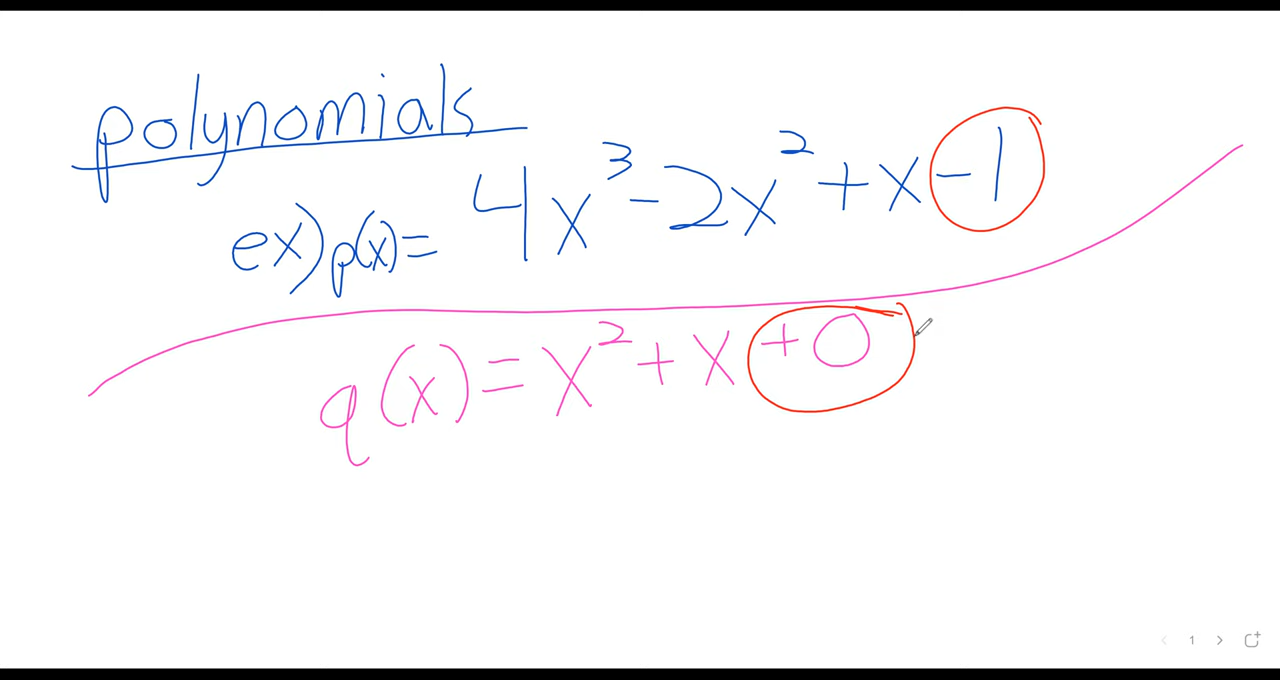 polynomials
ex) p(x) = 4x³ - 2x² + x - 1
q(x) = x² + x + 0
1